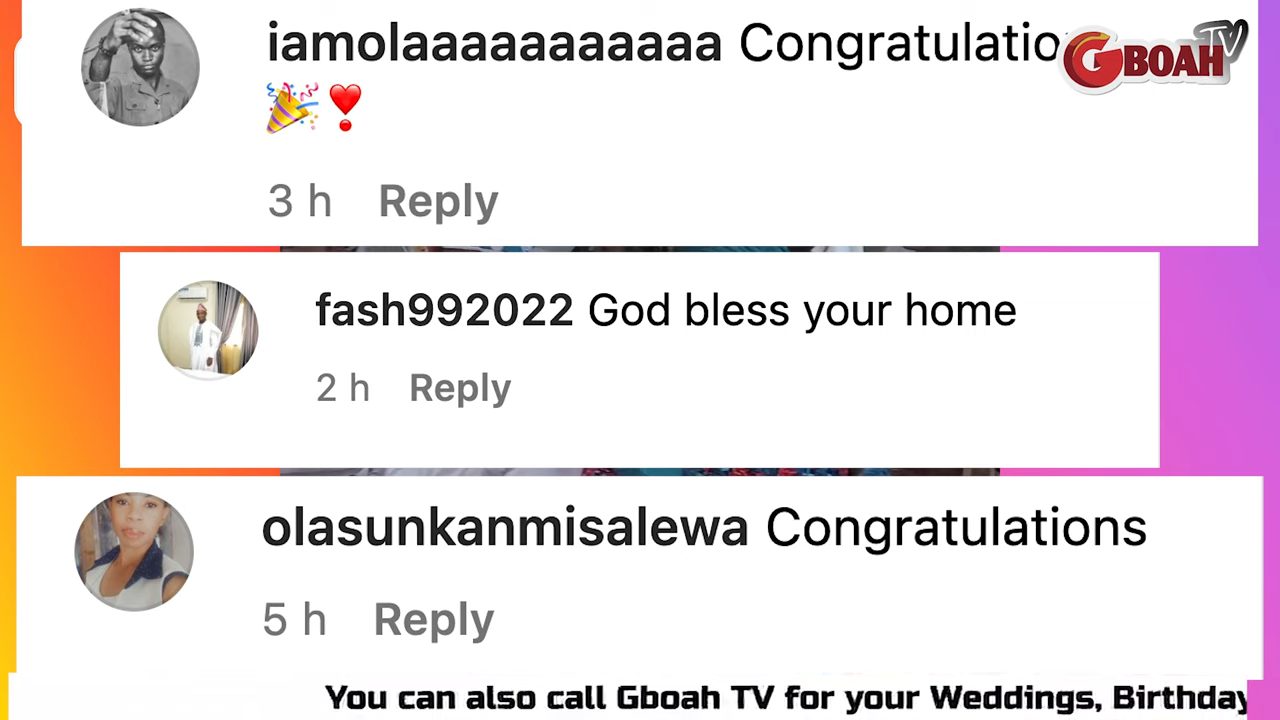 iamolaaaaaaaaaaa Congratulatio
GBOAH TV
🎉❣️
3 h Reply
fash992022 God bless your home
2 h Reply
olasunkanmisalewa Congratulations
5 h Reply
You can also call Gboah TV for your Weddings, Birthday